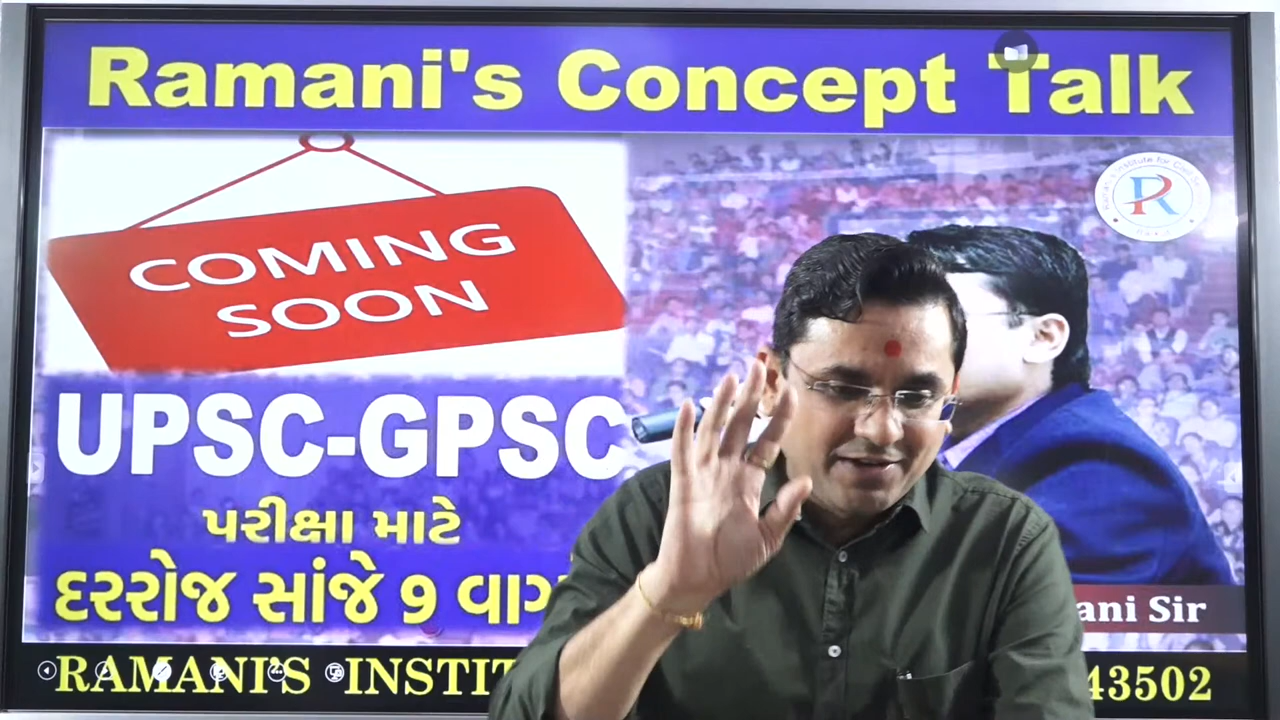 Ramani's Concept Talk
COMING
SOON
UPSC-GPSC
પરીક્ષા માટે
દરરોજ સાંજે 9
ani Sir
RAMANI'S INSTIT
43502